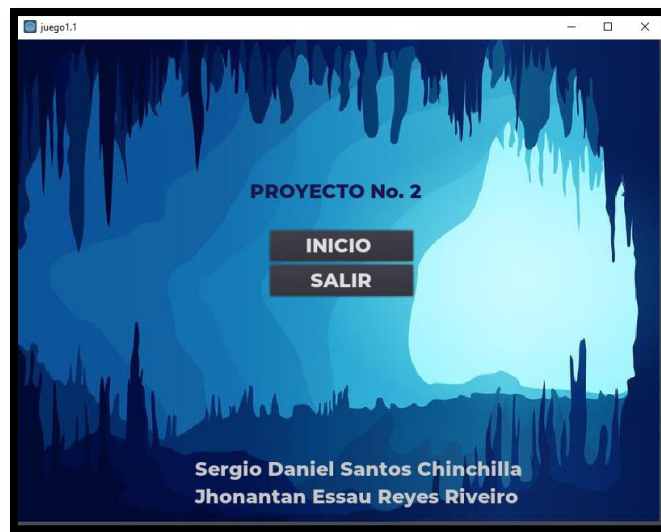 juego1.1
PROYECTO No. 2
INICIO
SALIR
Sergio Daniel Santos Chinchilla
Jhonantan Essau Reyes Riveiro